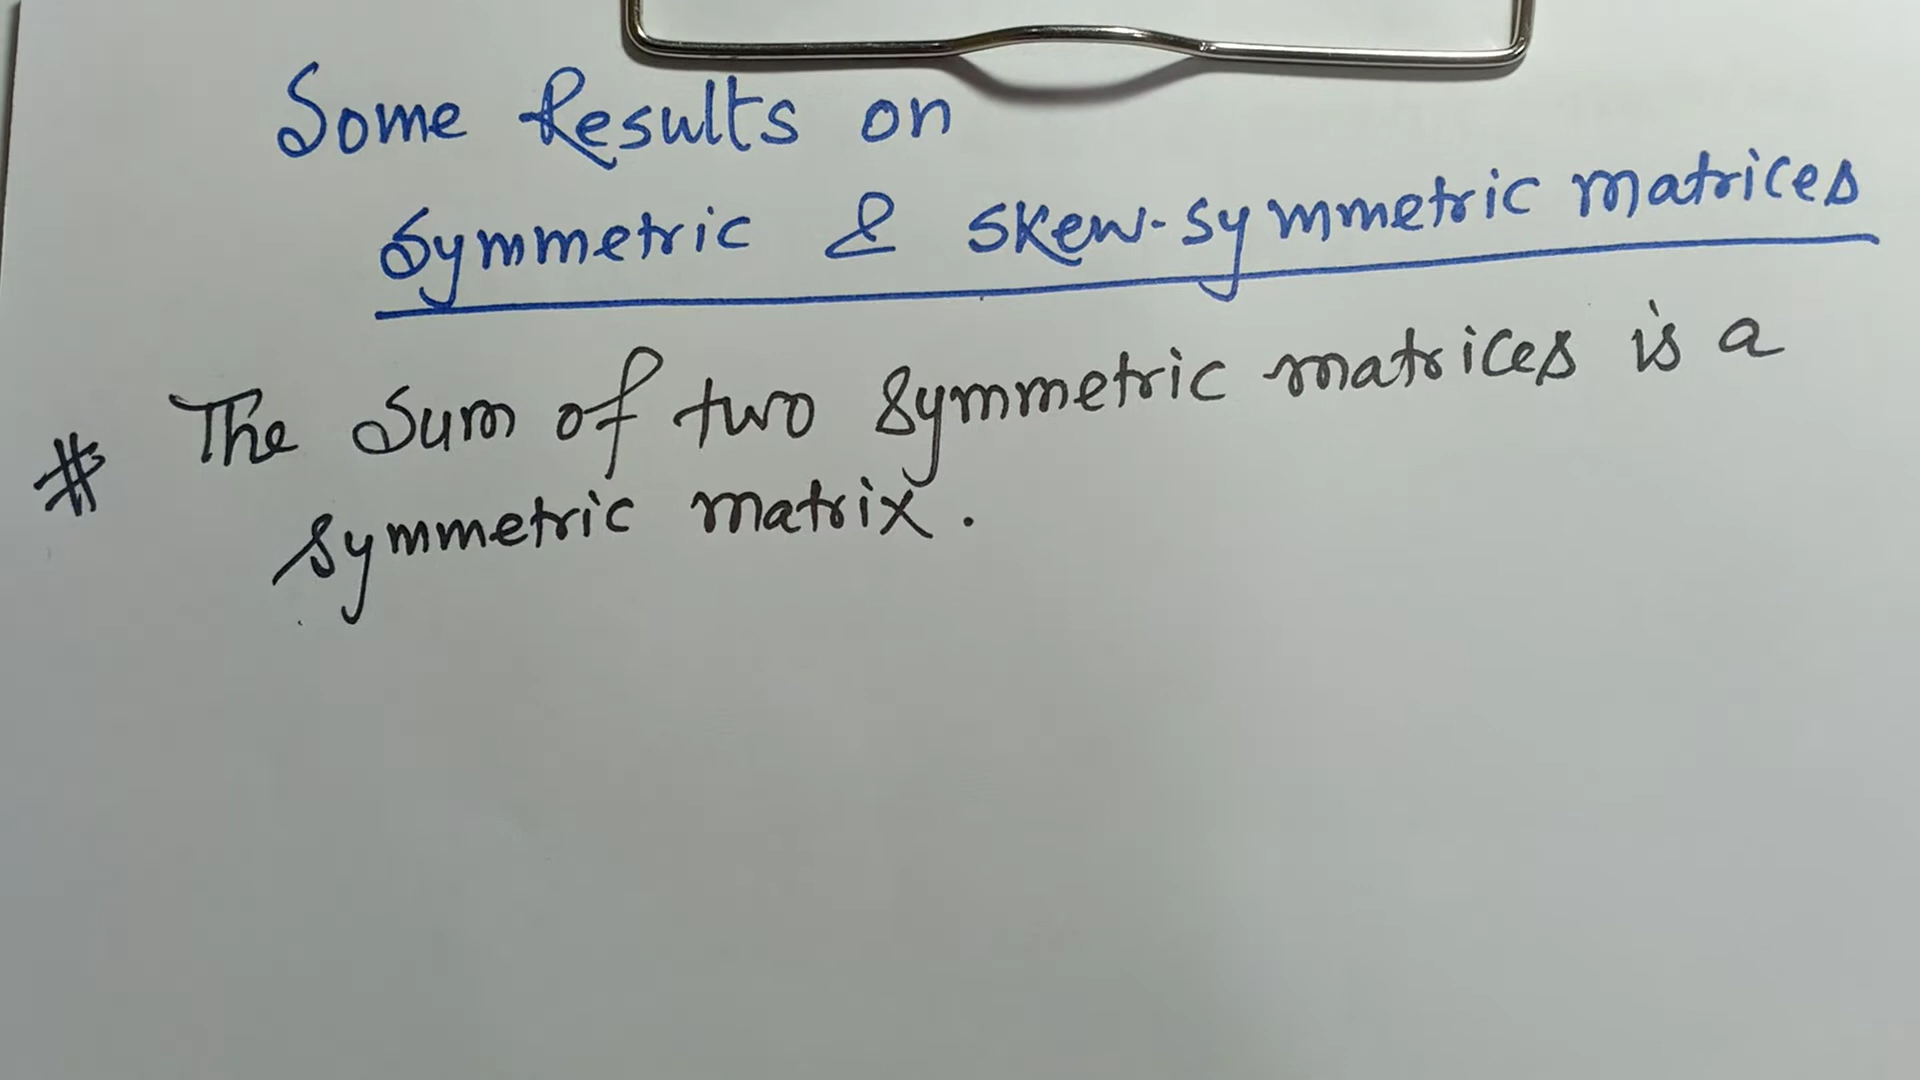 Some Results on
Symmetric & skew-symmetric matrices
# The sum of two symmetric matrices is a
symmetric matrix.